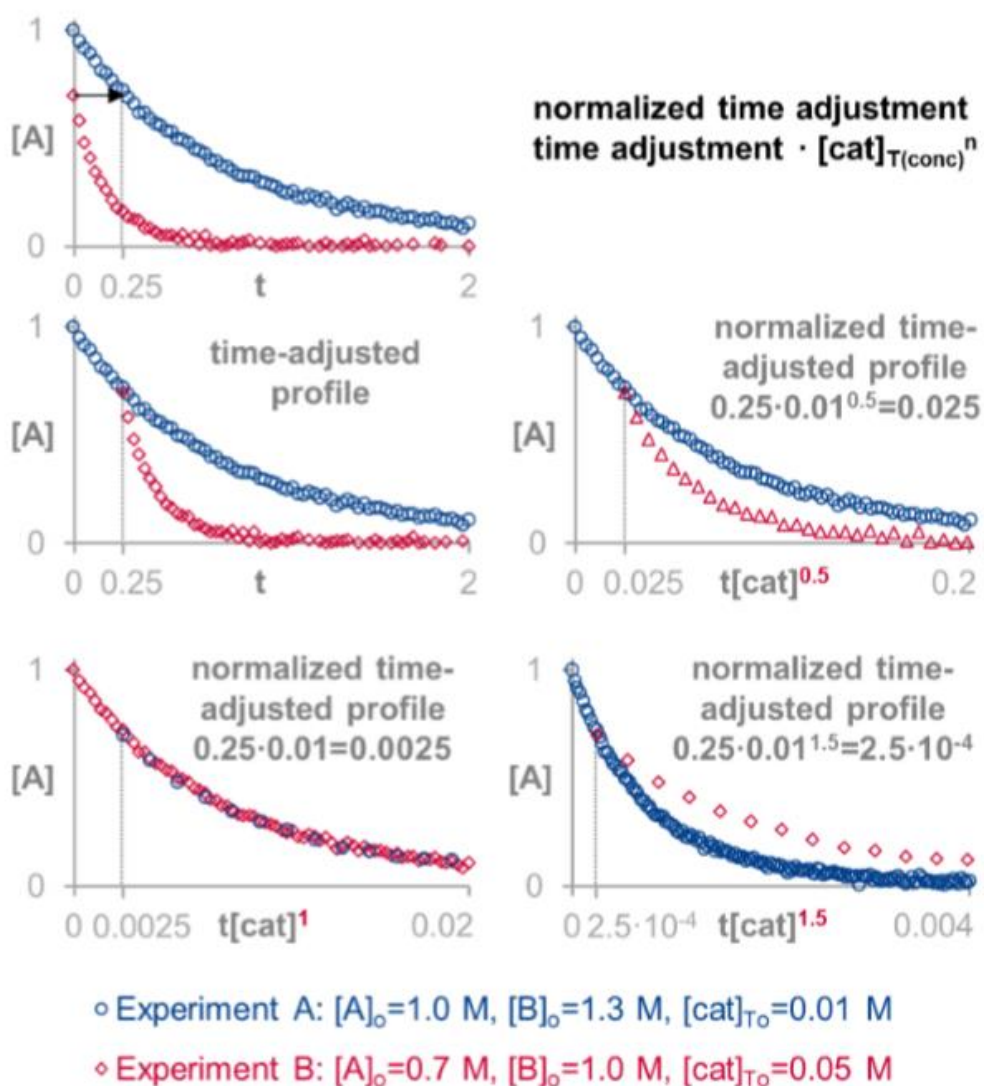 1
[A]
0
0 0.25 t 2
normalized time adjustment
time adjustment · [cat]T(conc)ⁿ
1
time-adjusted
profile
[A]
0
0 0.25 t 2
1
normalized time-
adjusted profile
0.25·0.01^0.5=0.025
[A]
0
0 0.025 t[cat]^0.5 0.2
1
normalized time-
adjusted profile
0.25·0.01=0.0025
[A]
0
0 0.0025 t[cat]¹ 0.02
1
normalized time-
adjusted profile
0.25·0.01^1.5=2.5·10⁻⁴
[A]
0
0 2.5·10⁻⁴ t[cat]^1.5 0.004
Experiment A: [A]o=1.0 M, [B]o=1.3 M, [cat]To=0.01 M
Experiment B: [A]o=0.7 M, [B]o=1.0 M, [cat]To=0.05 M